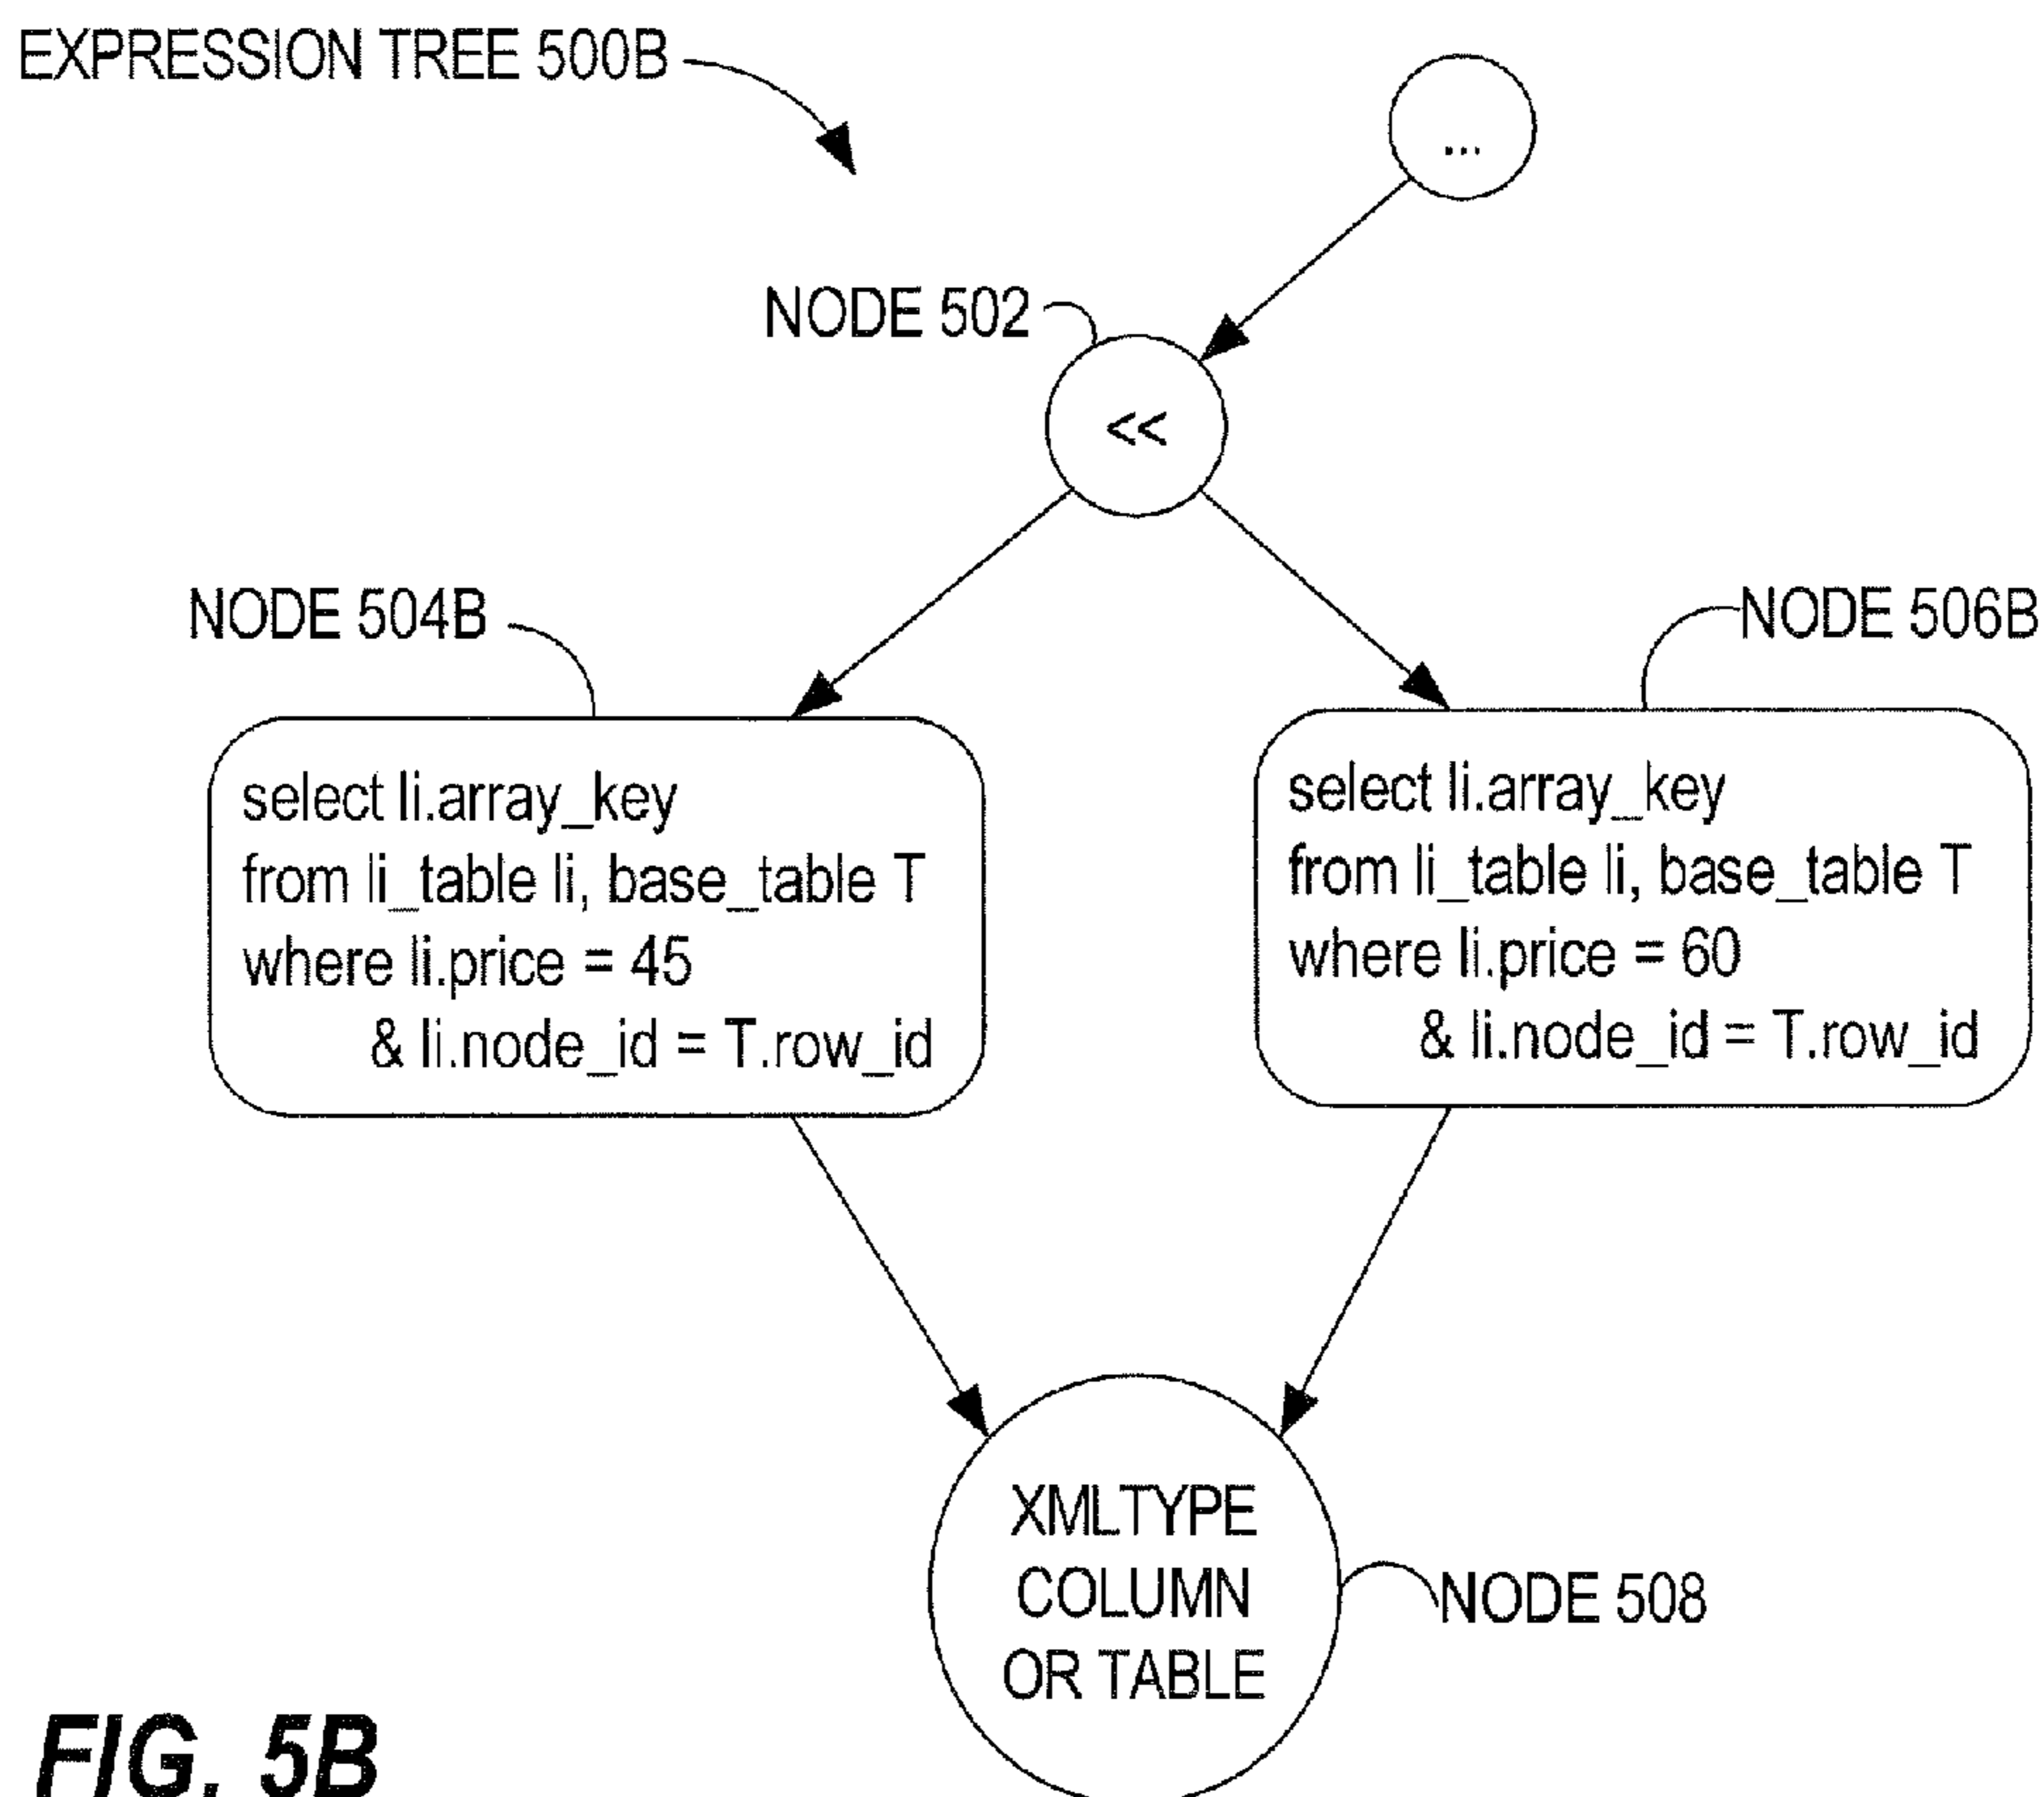 EXPRESSION TREE 500B
...
NODE 502
<<
NODE 504B
NODE 506B
select li.array_key
from li_table li, base_table T
where li.price = 45
& li.node_id = T.row_id
select li.array_key
from li_table li, base_table T
where li.price = 60
& li.node_id = T.row_id
XMLTYPE
COLUMN
OR TABLE
NODE 508
FIG. 5B